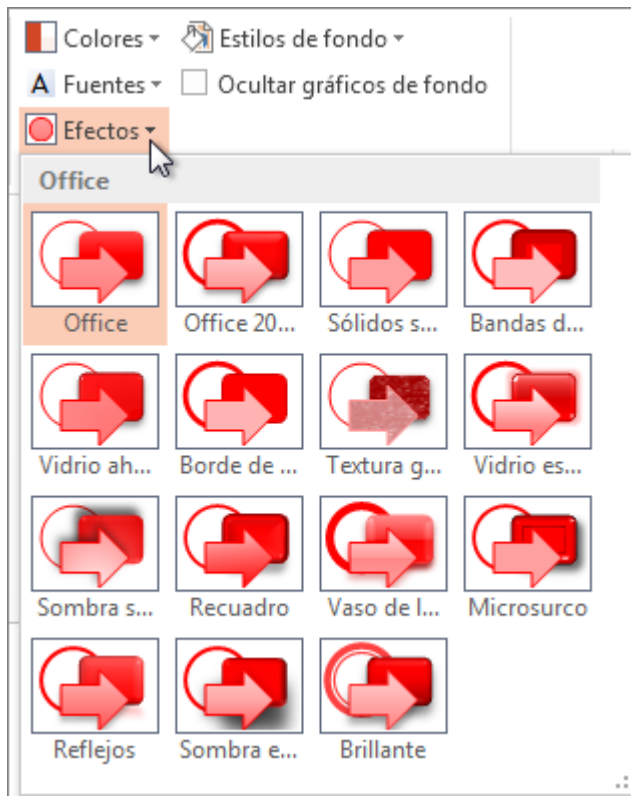 Colores Estilos de fondo
A Fuentes Ocultar gráficos de fondo
Efectos
Office
Office Office 20... Sólidos s... Bandas d...
Vidrio ah... Borde de ... Textura g... Vidrio es...
Sombra s... Recuadro Vaso de l... Microsurco
Reflejos Sombra e... Brillante